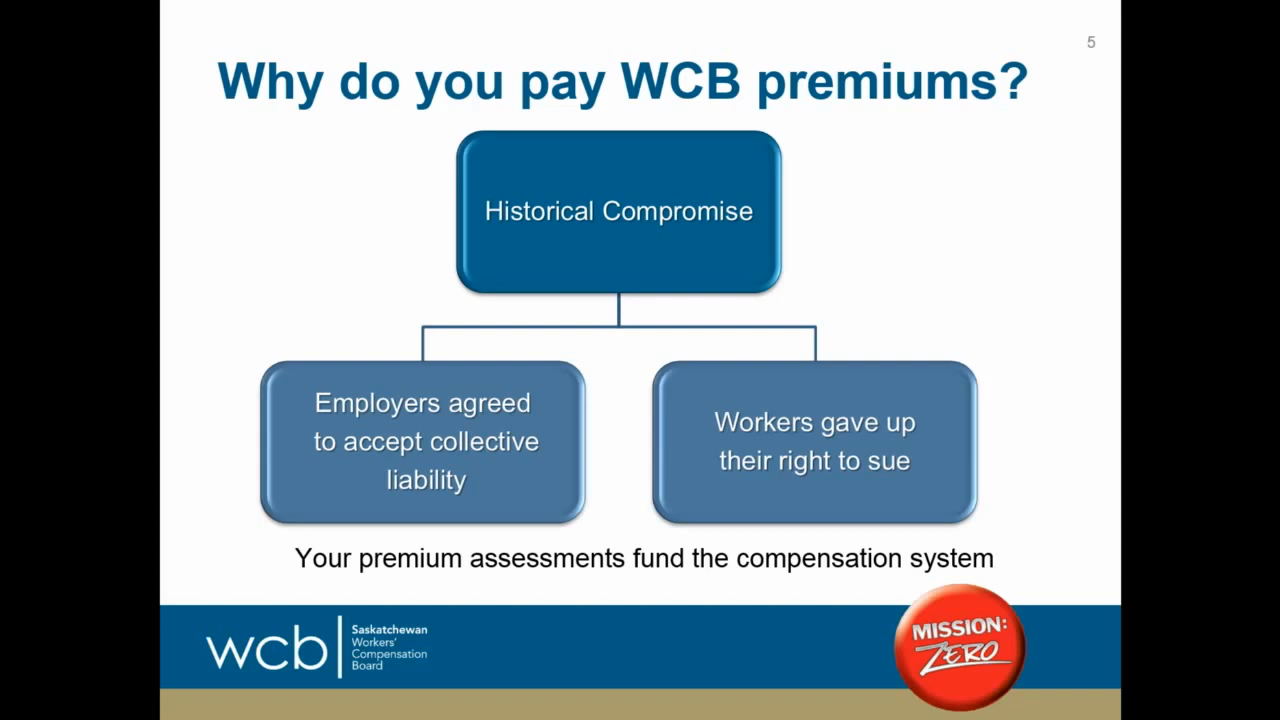 5
Why do you pay WCB premiums?
Historical Compromise
Employers agreed
to accept collective
liability
Workers gave up
their right to sue
Your premium assessments fund the compensation system
wcb
Saskatchewan
Workers'
Compensation
Board
MISSION:
ZERO